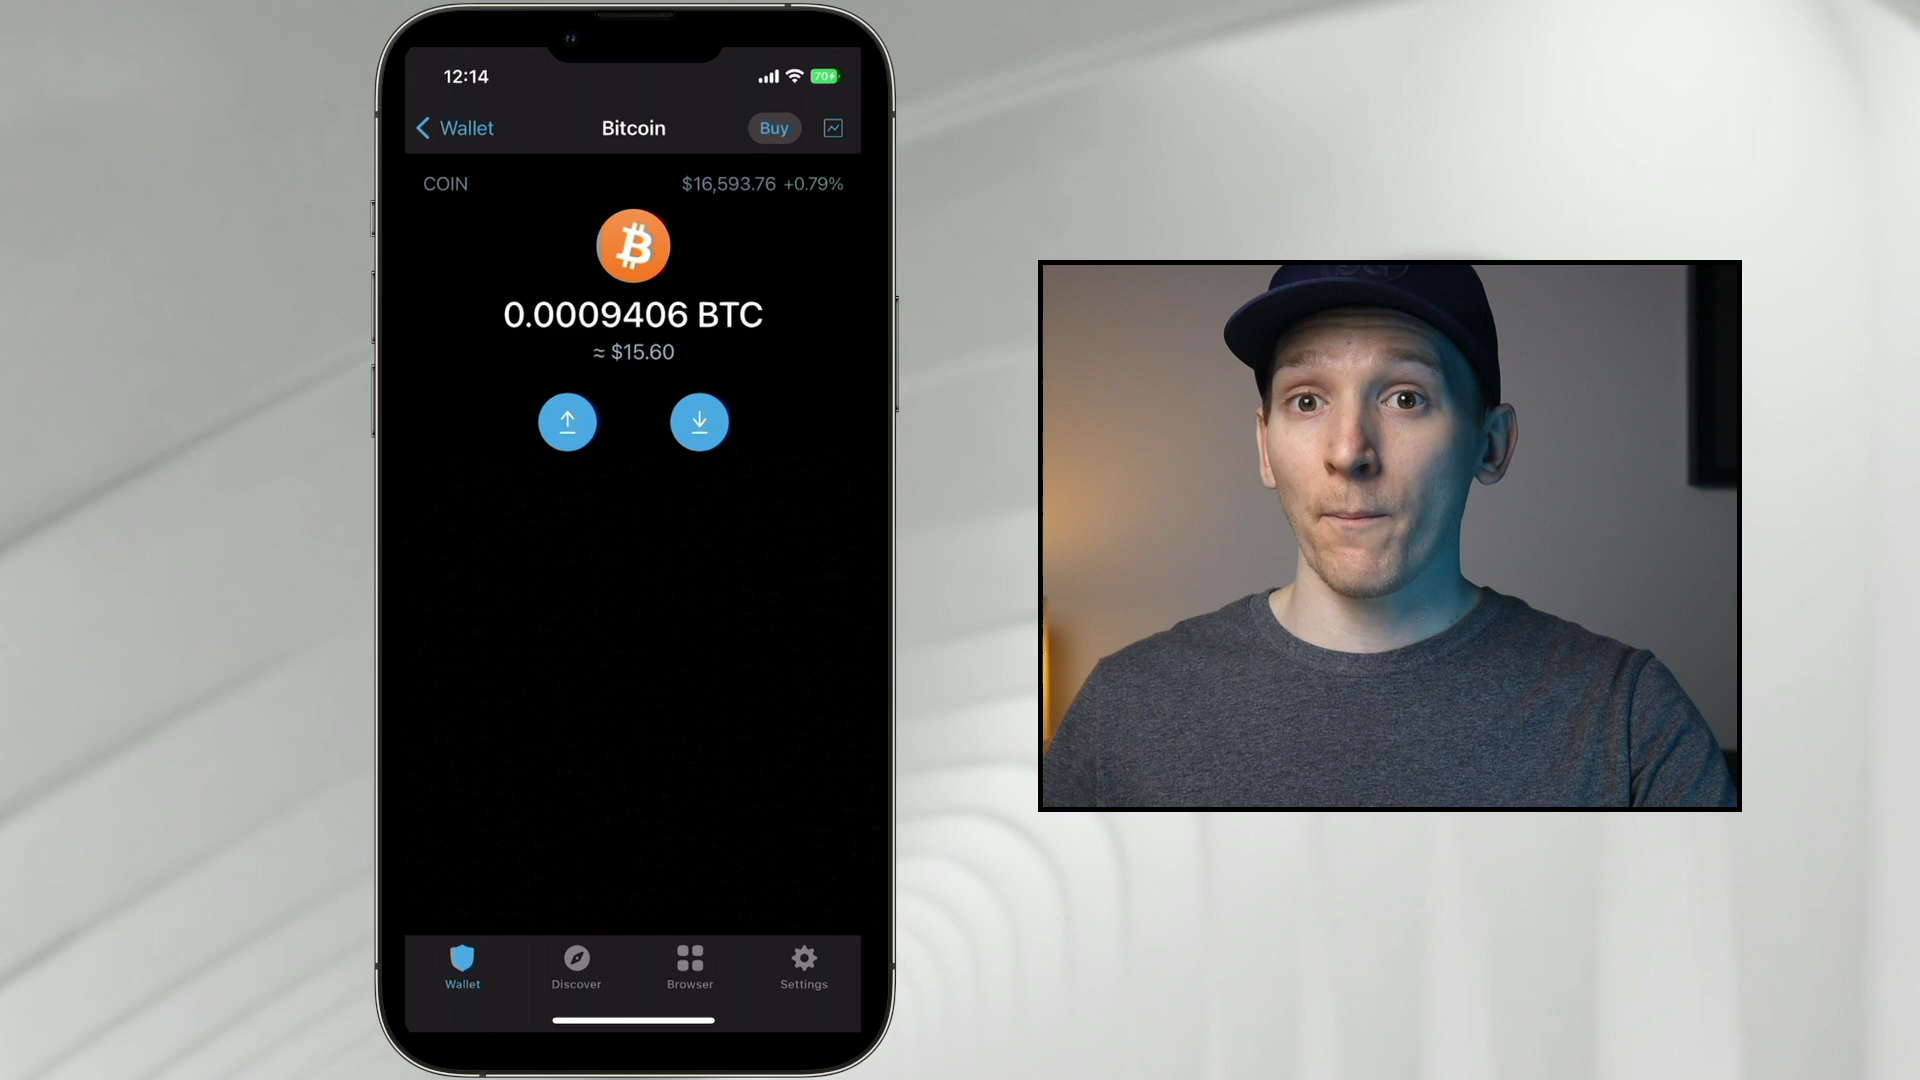 12:14
70
Wallet
Bitcoin
Buy
COIN
$16,593.76 +0.79%
0.0009406 BTC
≈ $15.60
Wallet
Discover
Browser
Settings